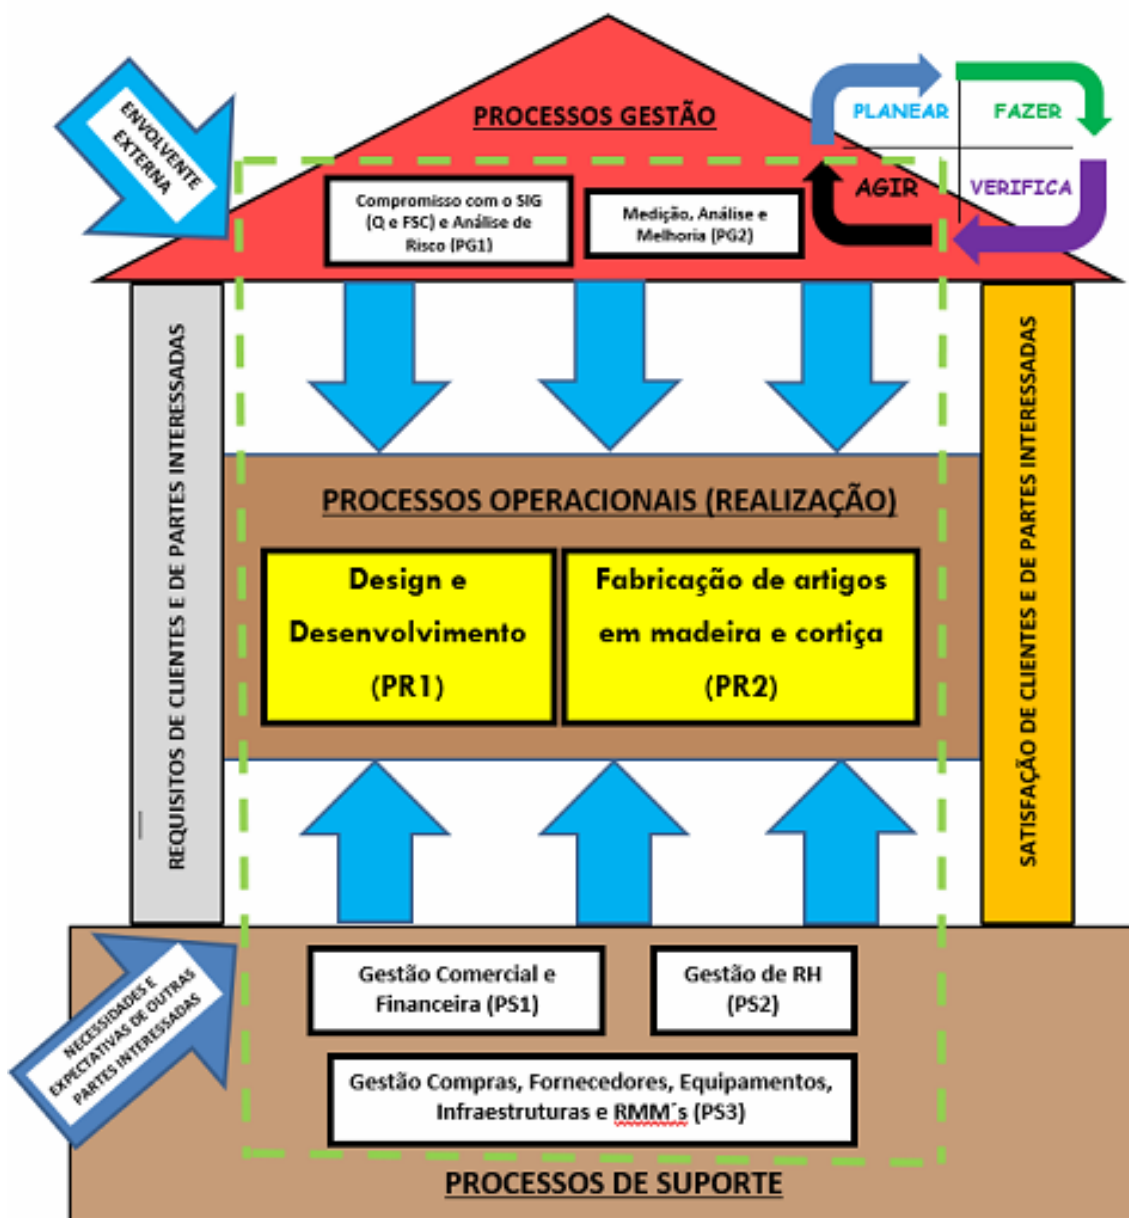 PROCESSOS GESTÃO
PLANEAR
FAZER
AGIR
VERIFICA
ENVOLVENTE
EXTERNA
Compromisso com o SIG
(Q e FSC) e Análise de
Risco (PG1)
Medição, Análise e
Melhoria (PG2)
REQUISITOS DE CLIENTES E DE PARTES INTERESSADAS
PROCESSOS OPERACIONAIS (REALIZAÇÃO)
Design e
Desenvolvimento
(PR1)
Fabricação de artigos
em madeira e cortiça
(PR2)
SATISFAÇÃO DE CLIENTES E DE PARTES INTERESSADAS
NECESSIDADES E
EXPECTATIVAS DE OUTRAS
PARTES INTERESSADAS
Gestão Comercial e
Financeira (PS1)
Gestão de RH
(PS2)
Gestão Compras, Fornecedores, Equipamentos,
Infraestruturas e RMM´s (PS3)
PROCESSOS DE SUPORTE